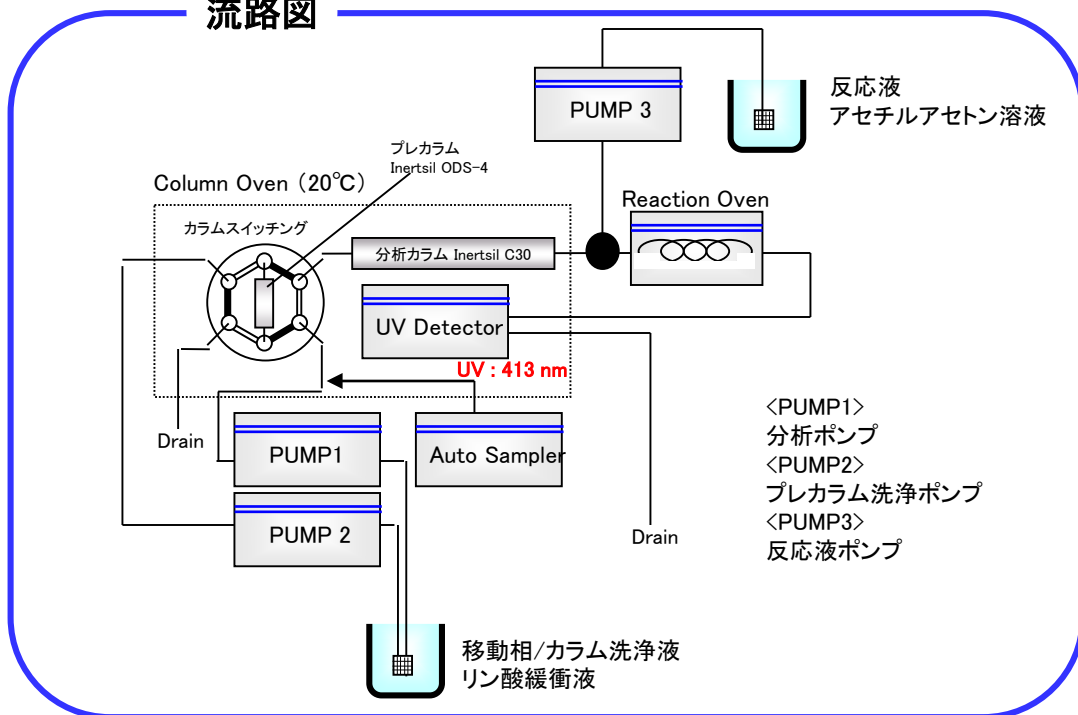 流路図
PUMP 3
反応液
アセチルアセトン溶液
プレカラム
Inertsil ODS-4
Column Oven (20℃)
Reaction Oven
カラムスイッチング
分析カラム Inertsil C30
UV Detector
UV : 413 nm
Drain
PUMP1
Auto Sampler
PUMP 2
Drain
<PUMP1>
分析ポンプ
<PUMP2>
プレカラム洗浄ポンプ
<PUMP3>
反応液ポンプ
移動相/カラム洗浄液
リン酸緩衝液